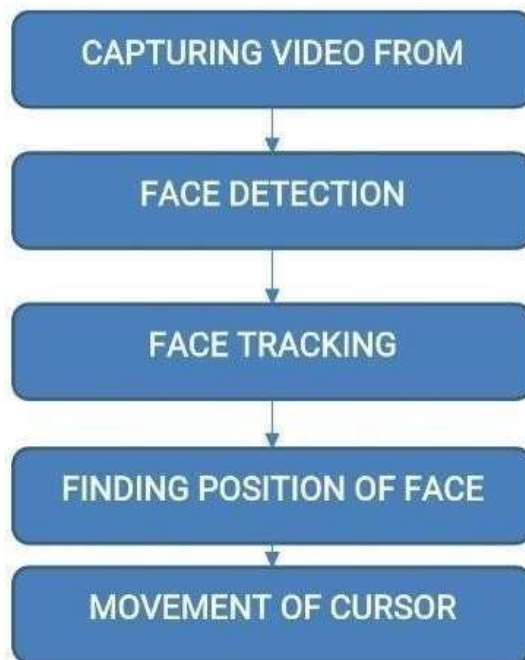 CAPTURING VIDEO FROM
FACE DETECTION
FACE TRACKING
FINDING POSITION OF FACE
MOVEMENT OF CURSOR